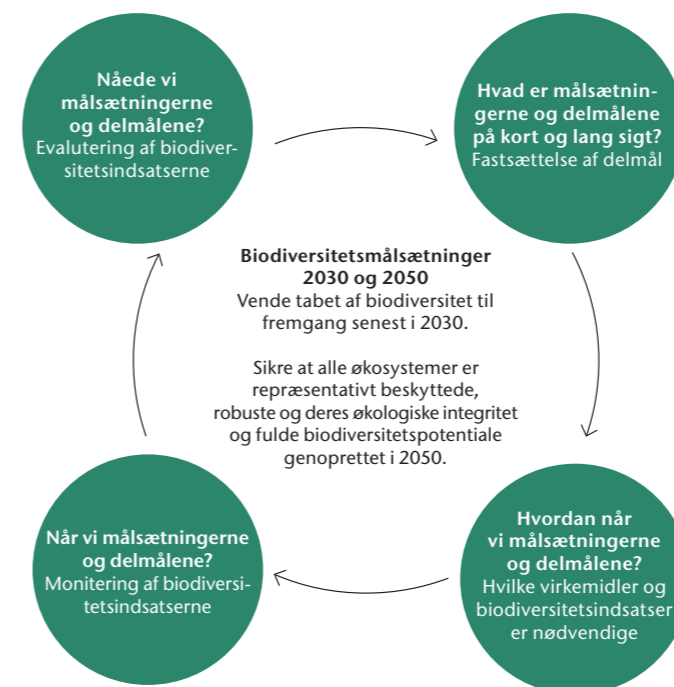 Nåede vi
målsætningerne
og delmålene?
Evalutering af biodiver-
sitetsindsatserne
Hvad er målsætnin-
gerne og delmålene
på kort og lang sigt?
Fastsættelse af delmål
Biodiversitetsmålsætninger
2030 og 2050
Vende tabet af biodiversitet til
fremgang senest i 2030.
Sikre at alle økosystemer er
repræsentativt beskyttede,
robuste og deres økologiske integritet
og fulde biodiversitetspotentiale
genoprettet i 2050.
Når vi målsætningerne
og delmålene?
Monitering af biodiversi-
tetsindsatserne
Hvordan når
vi målsætningerne
og delmålene?
Hvilke virkemidler og
biodiversitetsindsatser
er nødvendige